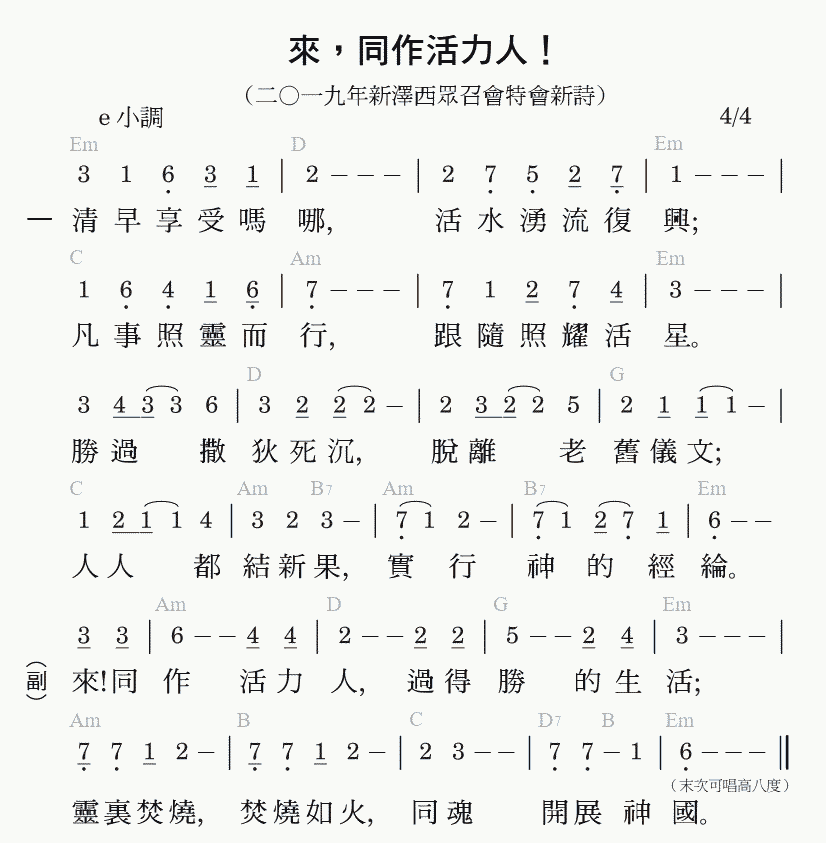 來，同作活力人！
（二〇一九年新澤西眾召會特會新詩）
e 小調 4/4
Em D Em
3 1 6 3 1 | 2 - - - | 2 7 5 2 7 | 1 - - - |
一 清早享受嗎哪, 活水湧流復興;
C Am Em
1 6 4 1 6 | 7 - - - | 7 1 2 7 4 | 3 - - - |
凡事照靈而行, 跟隨照耀活星。
D G
3 4 3 3 6 | 3 2 2 2 - | 2 3 2 2 5 | 2 1 1 1 - |
勝過撒狄死沉, 脫離老舊儀文;
C Am B7 Am B7 Em
1 2 1 1 4 | 3 2 3 - | 7 1 2 - | 7 1 2 7 1 | 6 - -
人人都結新果, 實行神的經綸。
Am D G Em
3 3 | 6 - - 4 4 | 2 - - 2 2 | 5 - - 2 4 | 3 - - - |
（副） 來!同作活力人, 過得勝的生活;
Am B C D7 B Em
7 7 1 2 - | 7 7 1 2 - | 2 3 - - | 7 7 - 1 | 6 - - - ‖
（末次可唱高八度）
靈裏焚燒, 焚燒如火, 同魂開展神國。